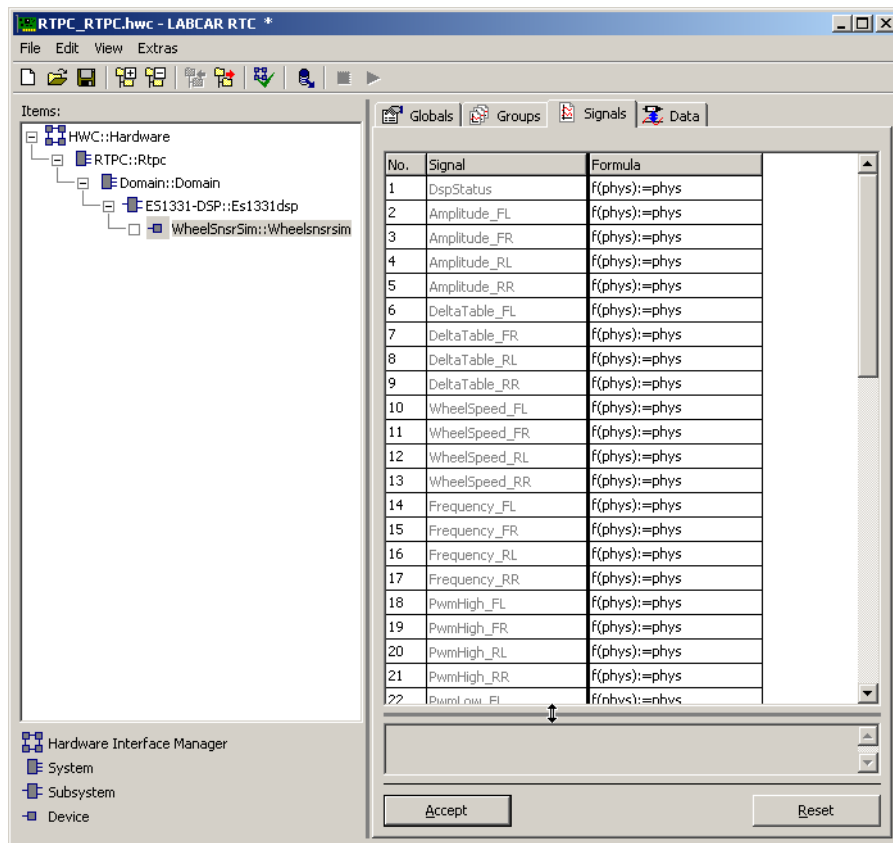 RTPC_RTPC.hwc - LABCAR RTC *
File Edit View Extras
Items:
HWC::Hardware
RTPC::Rtpc
Domain::Domain
ES1331-DSP::Es1331dsp
WheelSnsrSim::Wheelsnsrsim
Hardware Interface Manager
System
Subsystem
Device
Globals Groups Signals Data
No. Signal Formula
1 DspStatus f(phys):=phys
2 Amplitude_FL f(phys):=phys
3 Amplitude_FR f(phys):=phys
4 Amplitude_RL f(phys):=phys
5 Amplitude_RR f(phys):=phys
6 DeltaTable_FL f(phys):=phys
7 DeltaTable_FR f(phys):=phys
8 DeltaTable_RL f(phys):=phys
9 DeltaTable_RR f(phys):=phys
10 WheelSpeed_FL f(phys):=phys
11 WheelSpeed_FR f(phys):=phys
12 WheelSpeed_RL f(phys):=phys
13 WheelSpeed_RR f(phys):=phys
14 Frequency_FL f(phys):=phys
15 Frequency_FR f(phys):=phys
16 Frequency_RL f(phys):=phys
17 Frequency_RR f(phys):=phys
18 PwmHigh_FL f(phys):=phys
19 PwmHigh_FR f(phys):=phys
20 PwmHigh_RL f(phys):=phys
21 PwmHigh_RR f(phys):=phys
22 PwmLow_FL f(phys):=phys
Accept Reset